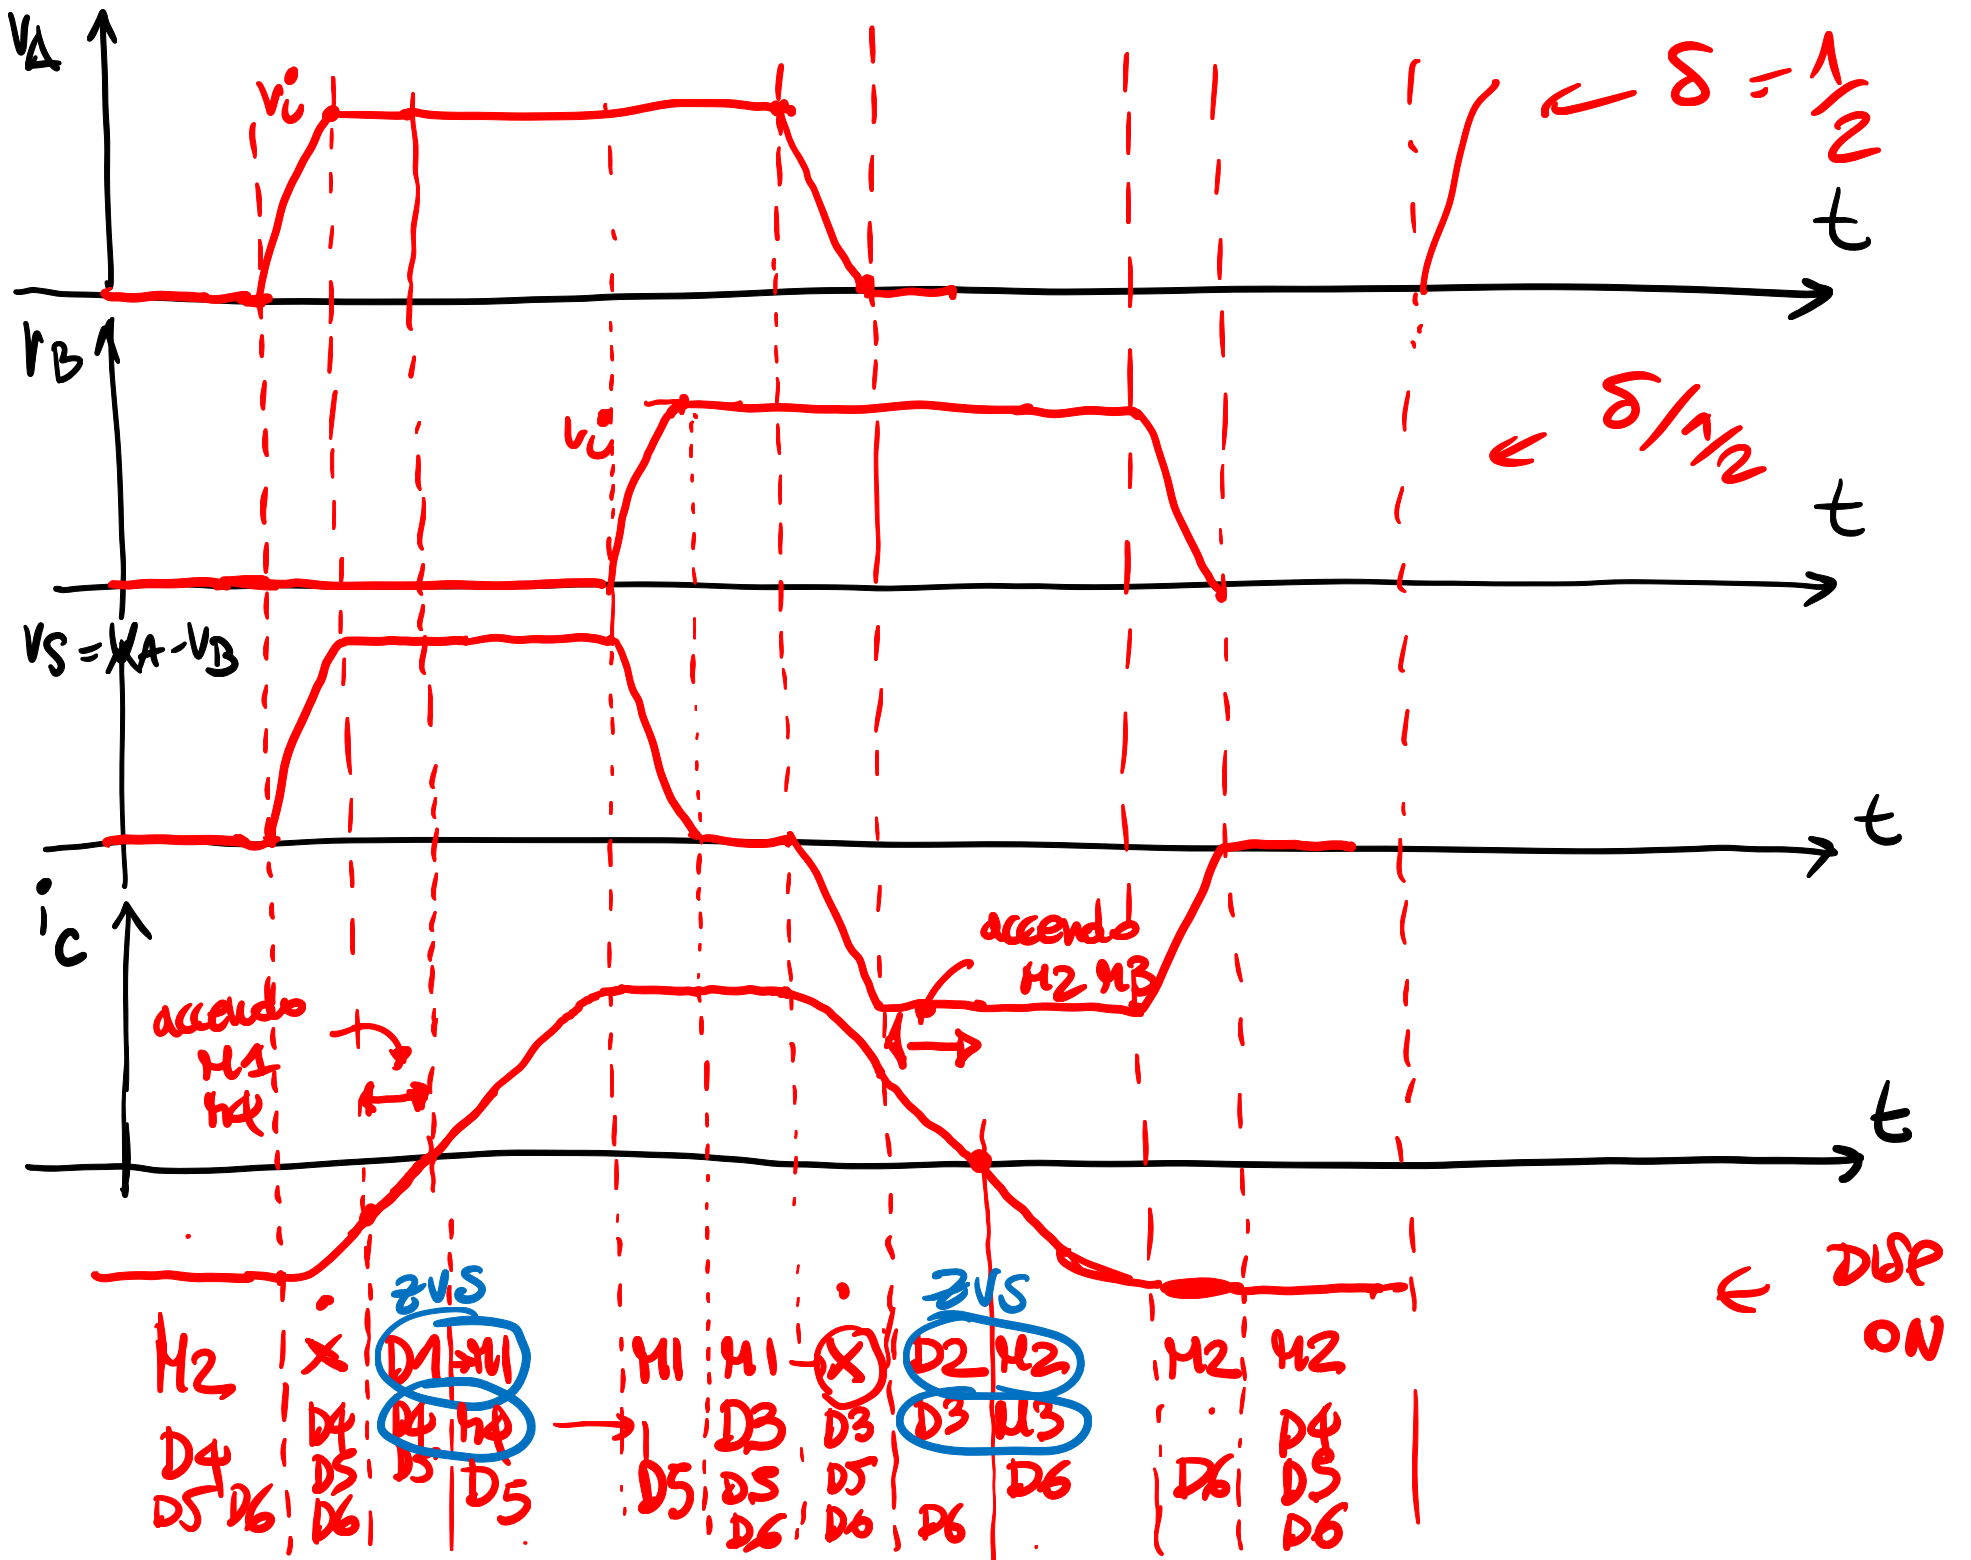 vA
vi
δ = 1/2
t
vB
vi
δ/1/2
t
vS = vA - vB
t
ic
accendo
M1
M4
accendo
M2 M3
t
DISP
ON
ZVS
ZVS
M2 X D1→M1 M1 M1 X D2 M2 M2 M2
D4 D4 D4 M4 D3 D3 D3 M3 D4
D5 D6 D5 D5 D5 D5 D5 D5 D6 D6 D5
D6 D6 D6 D6 D6